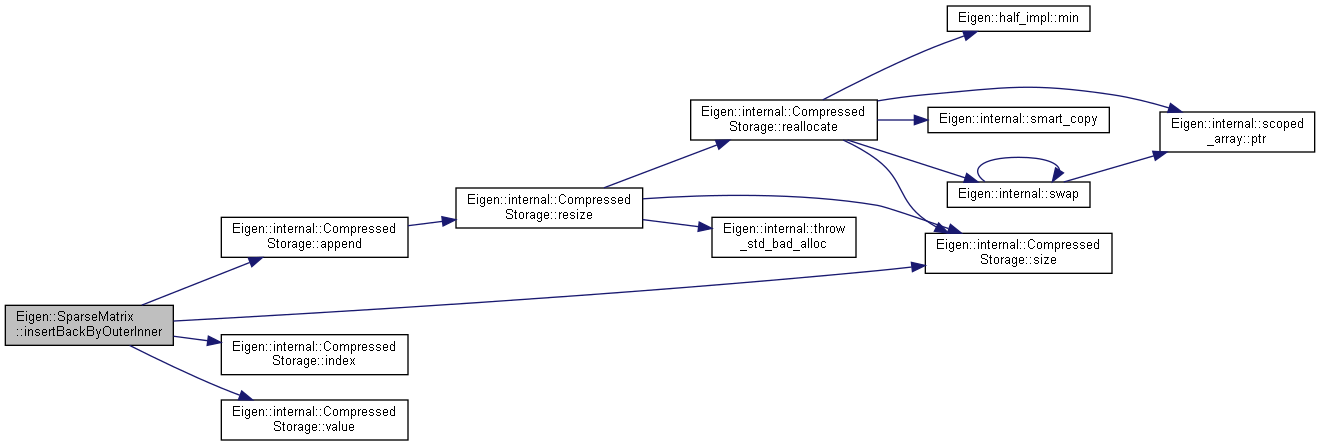 Eigen::half_impl::min
Eigen::internal::Compressed
Storage::reallocate
Eigen::internal::smart_copy
Eigen::internal::scoped
_array::ptr
Eigen::internal::swap
Eigen::internal::Compressed
Storage::resize
Eigen::internal::Compressed
Storage::append
Eigen::internal::throw
_std_bad_alloc
Eigen::internal::Compressed
Storage::size
Eigen::SparseMatrix
::insertBackByOuterInner
Eigen::internal::Compressed
Storage::index
Eigen::internal::Compressed
Storage::value